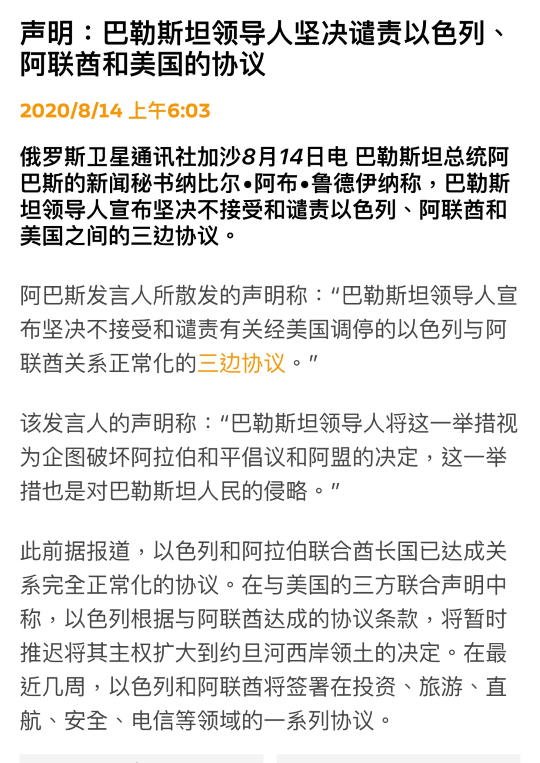 声明：巴勒斯坦领导人坚决谴责以色列、
阿联酋和美国的协议
2020/8/14 上午6:03
俄罗斯卫星通讯社加沙8月14日电 巴勒斯坦总统阿
巴斯的新闻秘书纳比尔•阿布•鲁德伊纳称，巴勒斯
坦领导人宣布坚决不接受和谴责以色列、阿联酋和
美国之间的三边协议。
阿巴斯发言人所散发的声明称：“巴勒斯坦领导人宣
布坚决不接受和谴责有关经美国调停的以色列与阿
联酋关系正常化的三边协议。”
该发言人的声明称：“巴勒斯坦领导人将这一举措视
为企图破坏阿拉伯和平倡议和阿盟的决定，这一举
措也是对巴勒斯坦人民的侵略。”
此前据报道，以色列和阿拉伯联合酋长国已达成关
系完全正常化的协议。在与美国的三方联合声明中
称，以色列根据与阿联酋达成的协议条款，将暂时
推迟将其主权扩大到约旦河西岸领土的决定。在最
近几周，以色列和阿联酋将签署在投资、旅游、直
航、安全、电信等领域的一系列协议。